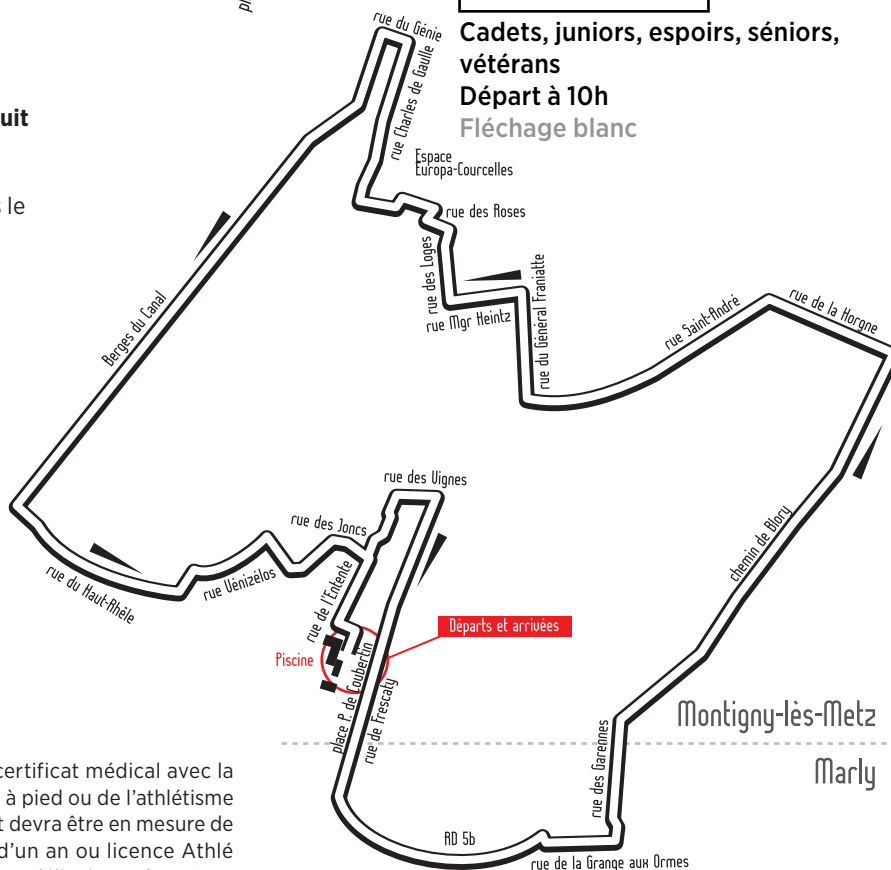 pl
rue du Génie
Cadets, juniors, espoirs, séniors,
vétérans
Départ à 10h
Fléchage blanc
uit
rue Charles de Gaulle
Espace
Europa-Courcelles
le
rue des Roses
rue des Loges
rue Mgr Heintz
rue du Général Franiatte
rue Saint-André
rue de la Horgne
Berges du Canal
rue des Vignes
rue des Joncs
chemin de Blory
rue du Haut-Rhêle
rue Vénizélos
rue de l'Entente
Départs et arrivées
Piscine
place P. de Coubertin
rue de Frescaty
Montigny-lès-Metz
Marly
rue des Garennes
RD 5b
rue de la Grange aux Ormes
certificat médical avec la
à pied ou de l'athlétisme
t devra être en mesure de
d'un an ou licence Athlé